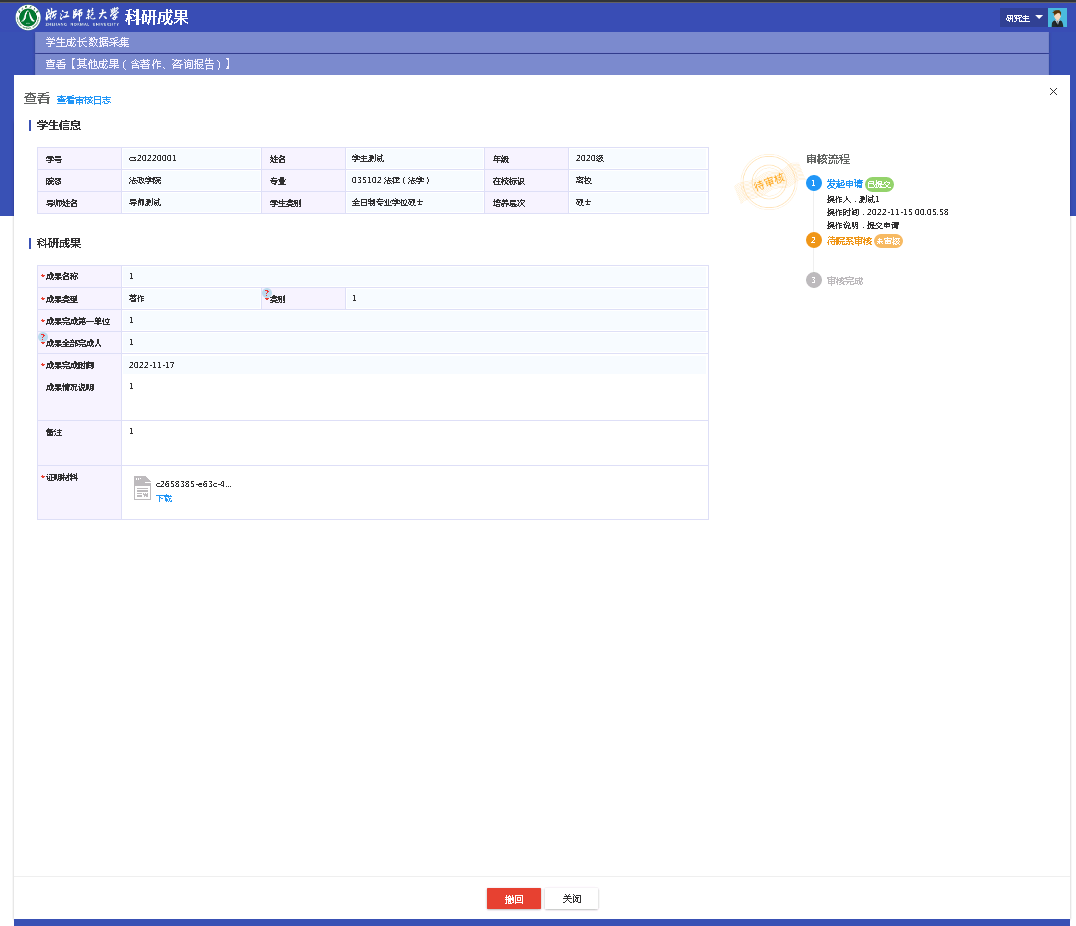 浙江师范大学 科研成果
ZHEJIANG NORMAL UNIVERSITY
研究生
学生成长数据采集
查看【其他成果（含著作、咨询报告）】
查看 查看审核日志
学生信息
学号 cs20220001 姓名 学生测试 年级 2020级
院系 法政学院 专业 035102 法律（法学） 在校标识 离校
导师姓名 导师测试 学生类别 全日制专业学位硕士 培养层次 硕士
待审核
审核流程
1 发起申请 已提交
操作人：测试1
操作时间：2022-11-15 00:05:58
操作说明：提交申请
2 待院系审核 未审核
3 审核完成
科研成果
*成果名称 1
*成果类型 著作 ? *类别 1
*成果完成第一单位 1
? *成果全部完成人 1
*成果完成时间 2022-11-17
成果情况说明 1
备注 1
*证明材料 c2658385-e63c-4...
下载
撤回 关闭